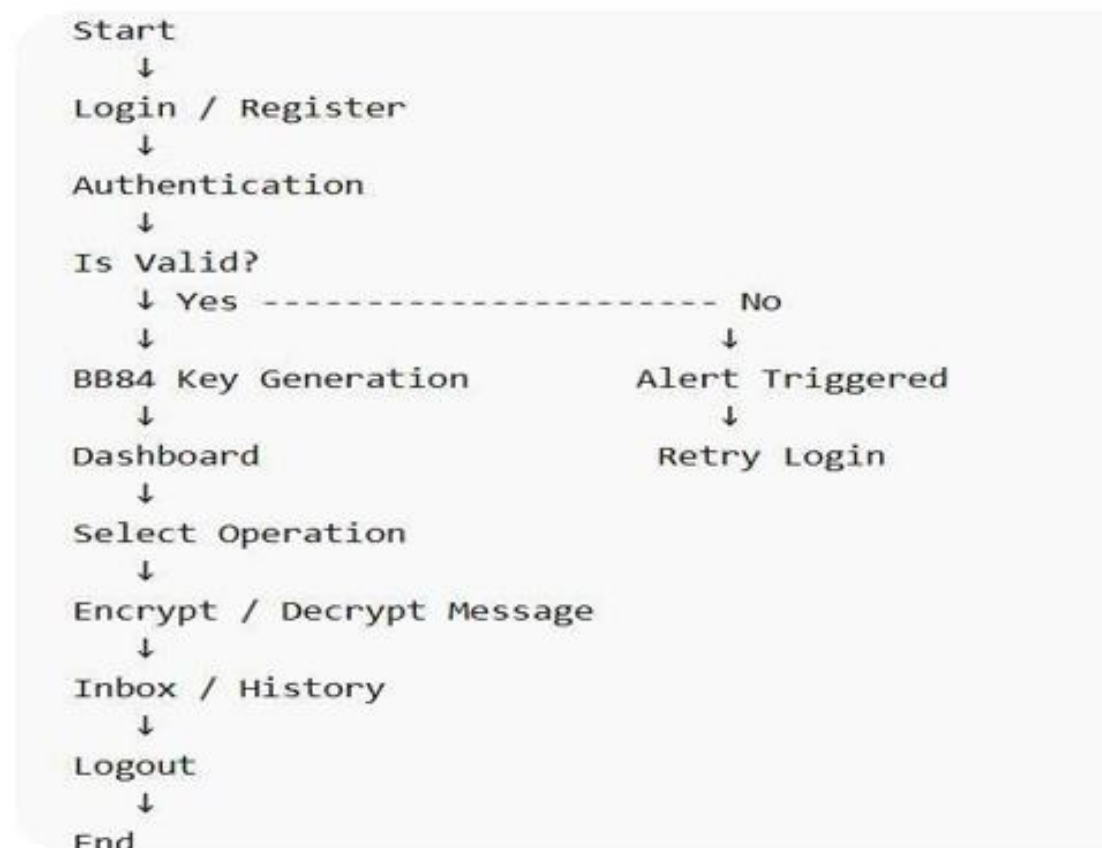 Start
↓
Login / Register
↓
Authentication
↓
Is Valid?
↓ Yes ---------------------- No
↓ ↓
BB84 Key Generation Alert Triggered
↓ ↓
Dashboard Retry Login
↓
Select Operation
↓
Encrypt / Decrypt Message
↓
Inbox / History
↓
Logout
↓
End